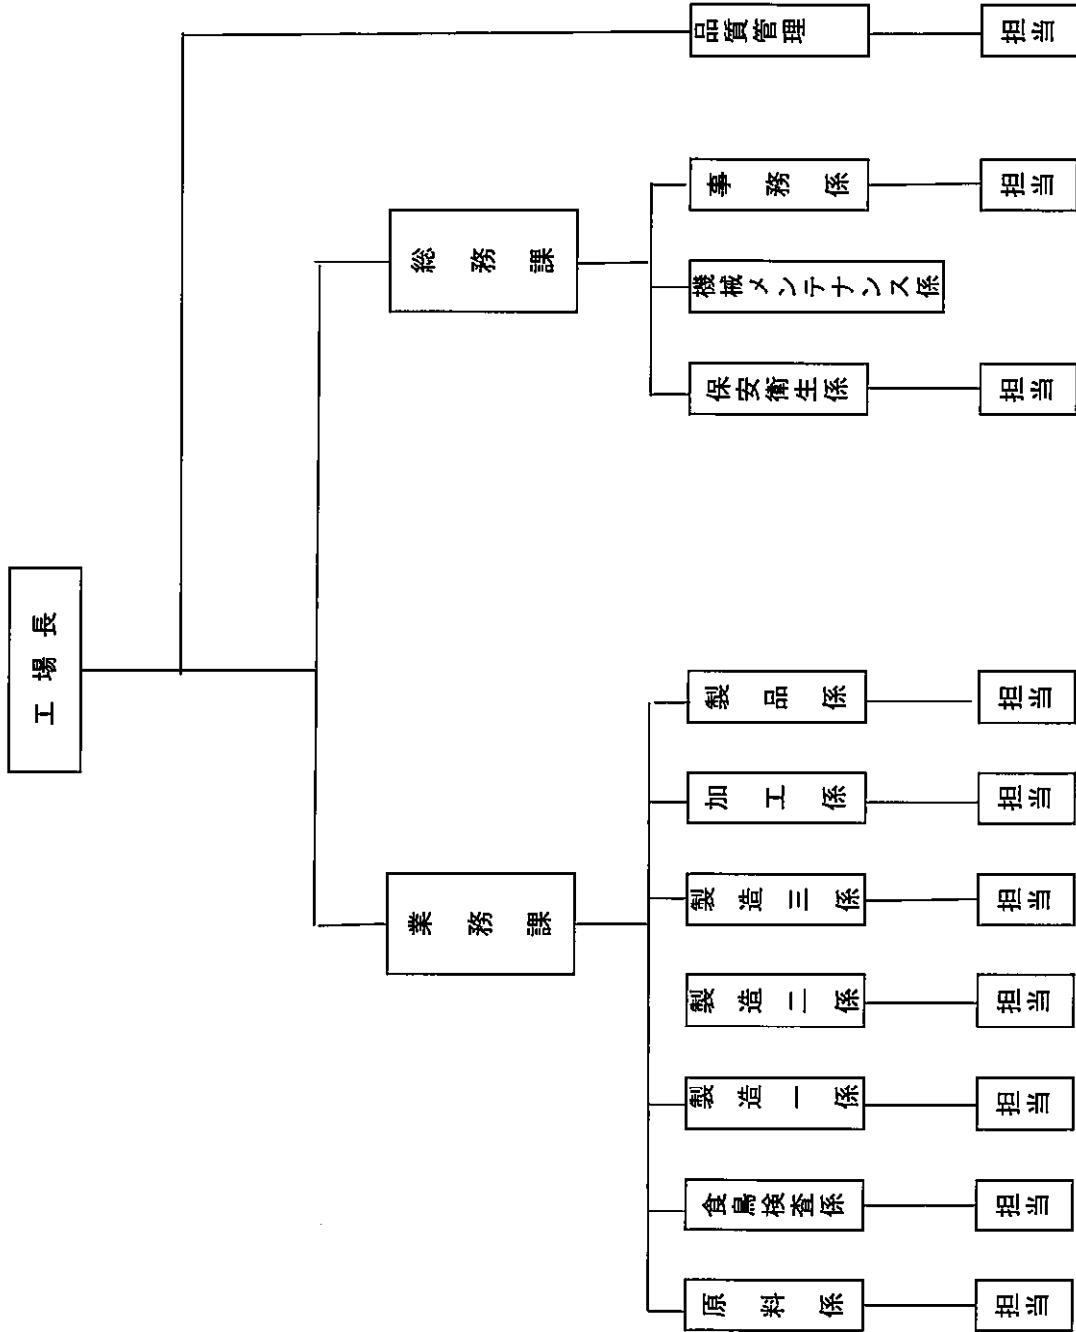 工場長
業務課
総務課
原料係
食鳥検査係
製造一係
製造二係
製造三係
加工係
製品係
保安衛生係
機械メンテナンス係
事務係
品質管理
担当
担当
担当
担当
担当
担当
担当
担当
担当
担当